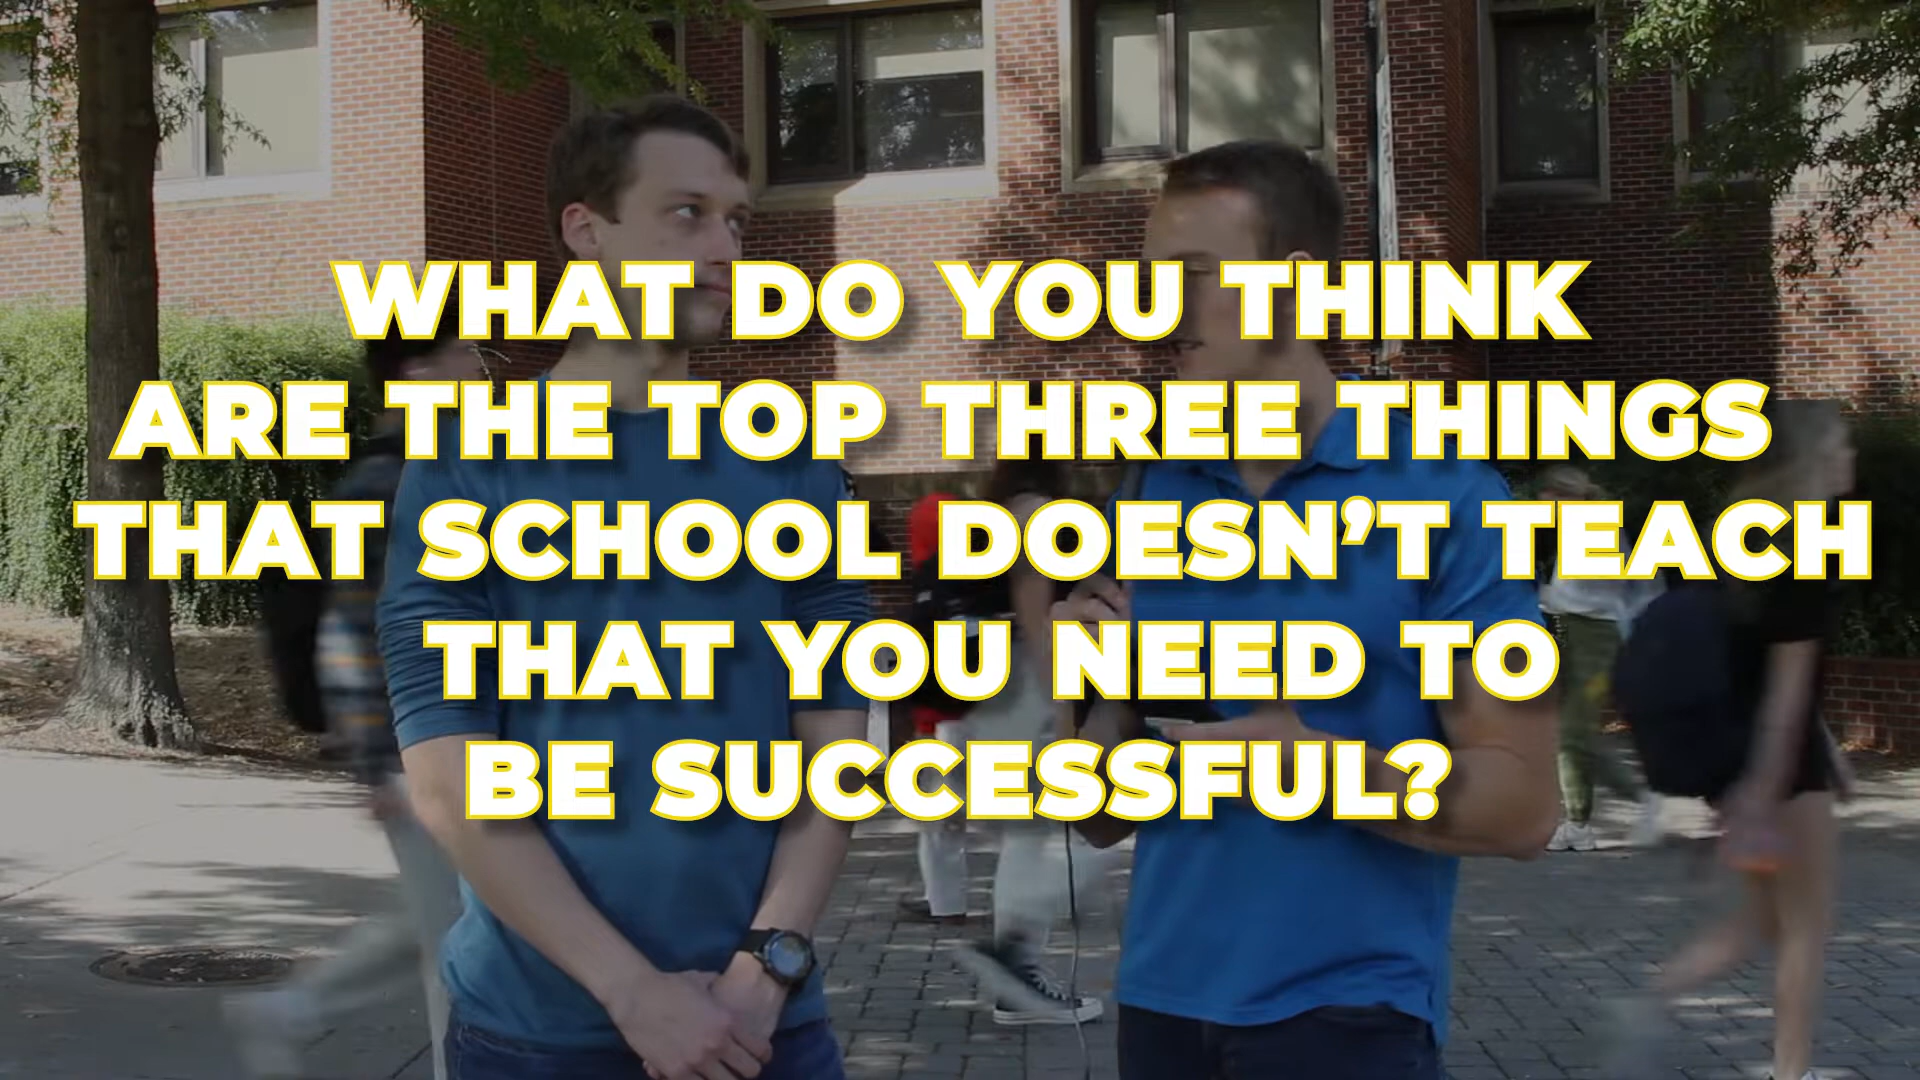 WHAT DO YOU THINK
ARE THE TOP THREE THINGS
THAT SCHOOL DOESN’T TEACH
THAT YOU NEED TO
BE SUCCESSFUL?